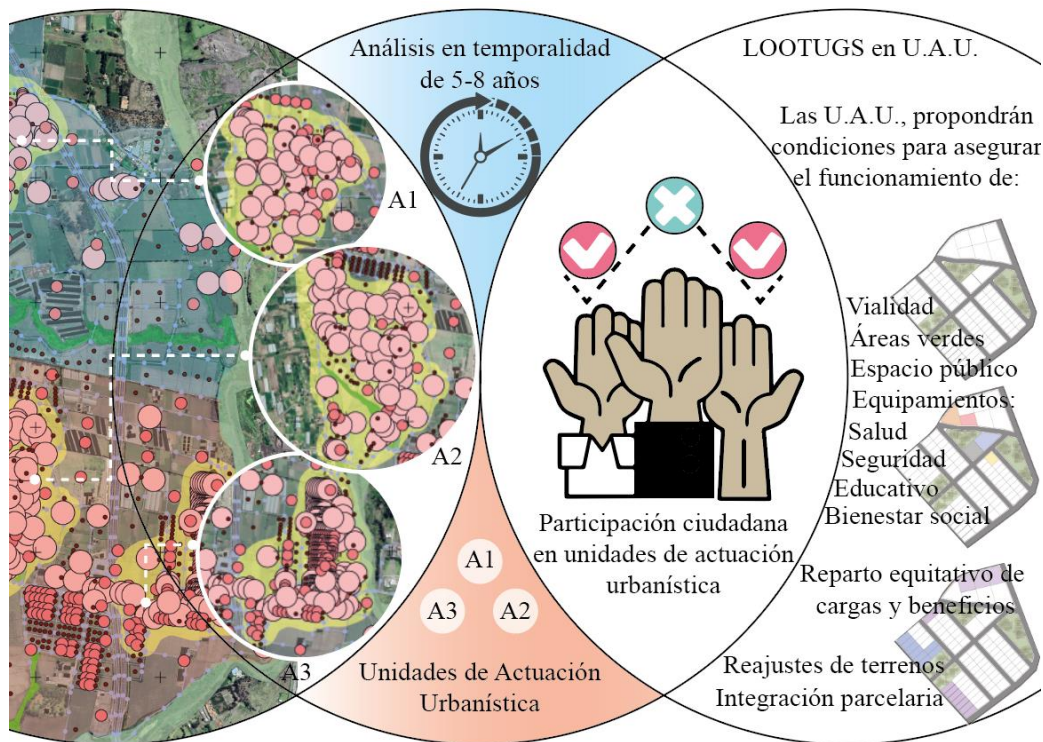 A1
A2
A3
Análisis en temporalidad
de 5-8 años
A1
A3 A2
Unidades de Actuación
Urbanística
Participación ciudadana
en unidades de actuación
urbanística
LOOTUGS en U.A.U.
Las U.A.U., propondrán
condiciones para asegurar
el funcionamiento de:
Vialidad
Áreas verdes
Espacio público
Equipamientos:
Salud
Seguridad
Educativo
Bienestar social
Reparto equitativo de
cargas y beneficios
Reajustes de terrenos
Integración parcelaria